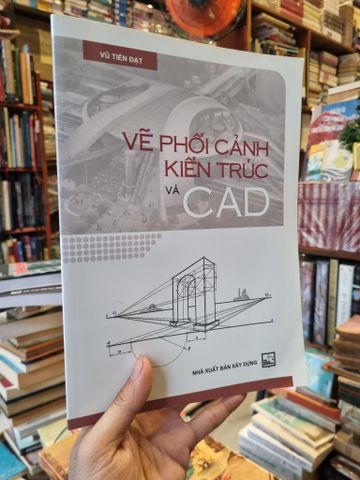 VŨ TIẾN ĐẠT
VẼ PHỐI CẢNH
KIẾN TRÚC
VÀ CAD
NHÀ XUẤT BẢN XÂY DỰNG